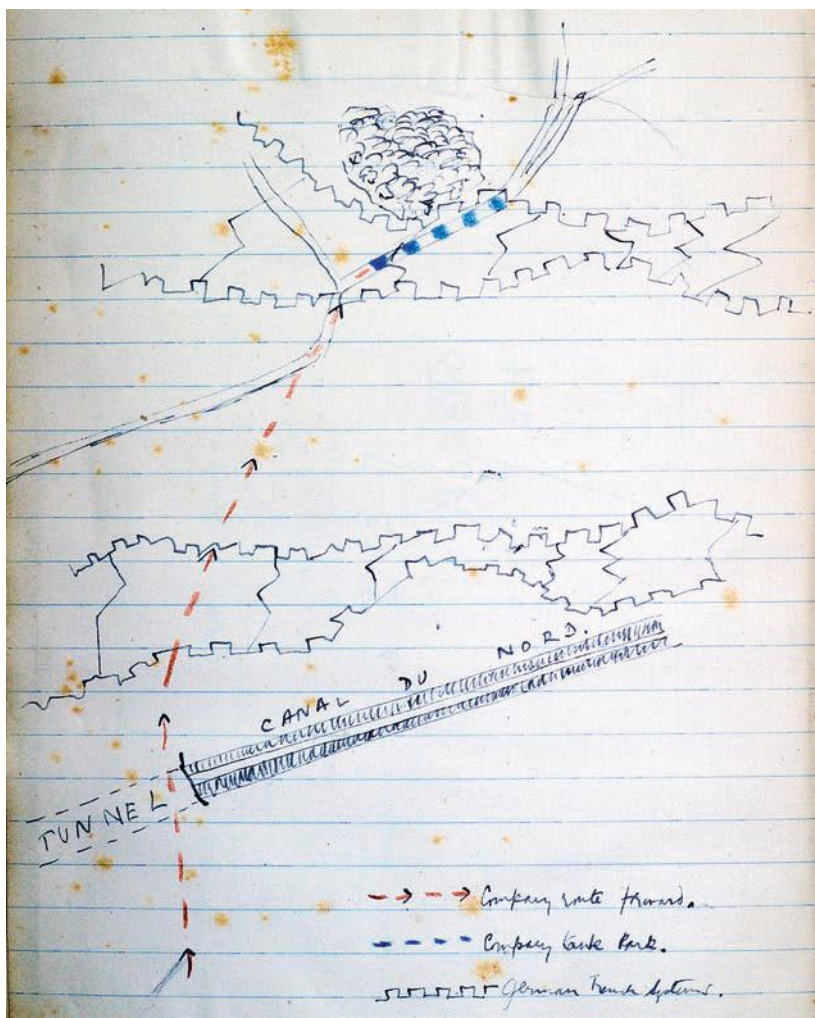 CANAL DU NORD.
TUNNEL
Company route forward.
Company tank Park.
German Trench Systems.